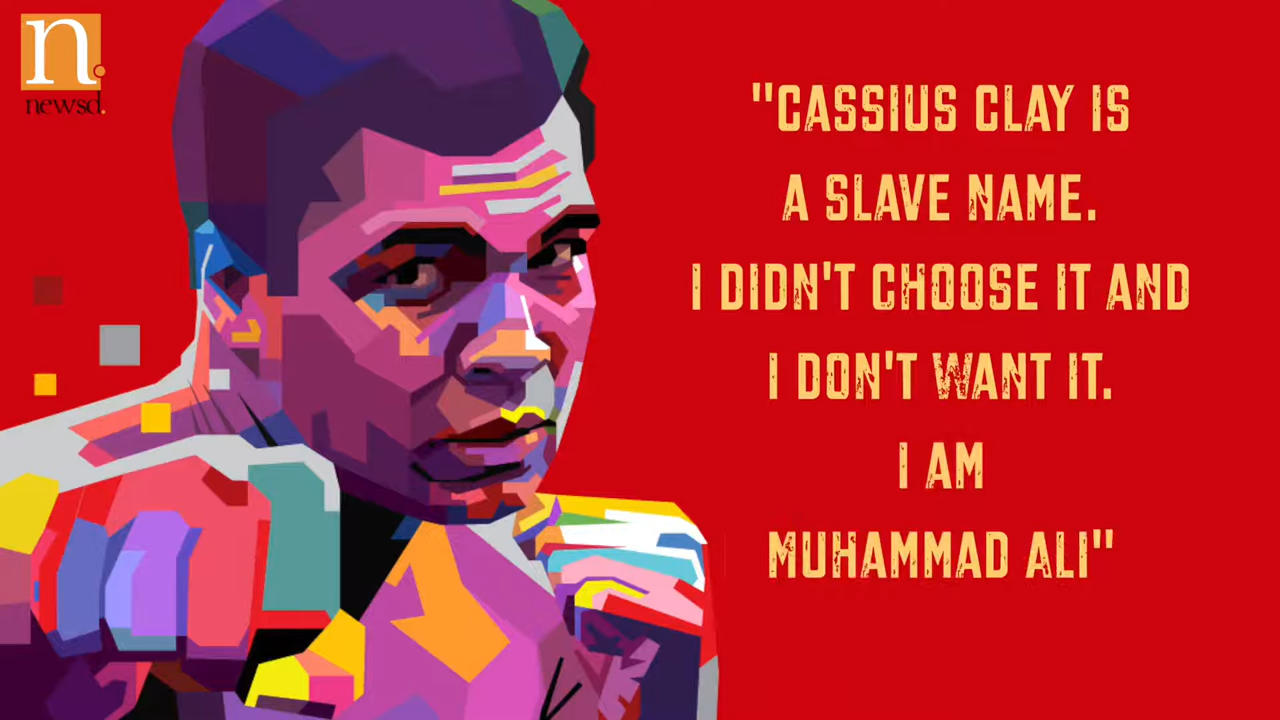 n.
newsd.
"CASSIUS CLAY IS
A SLAVE NAME.
I DIDN'T CHOOSE IT AND
I DON'T WANT IT.
I AM
MUHAMMAD ALI"